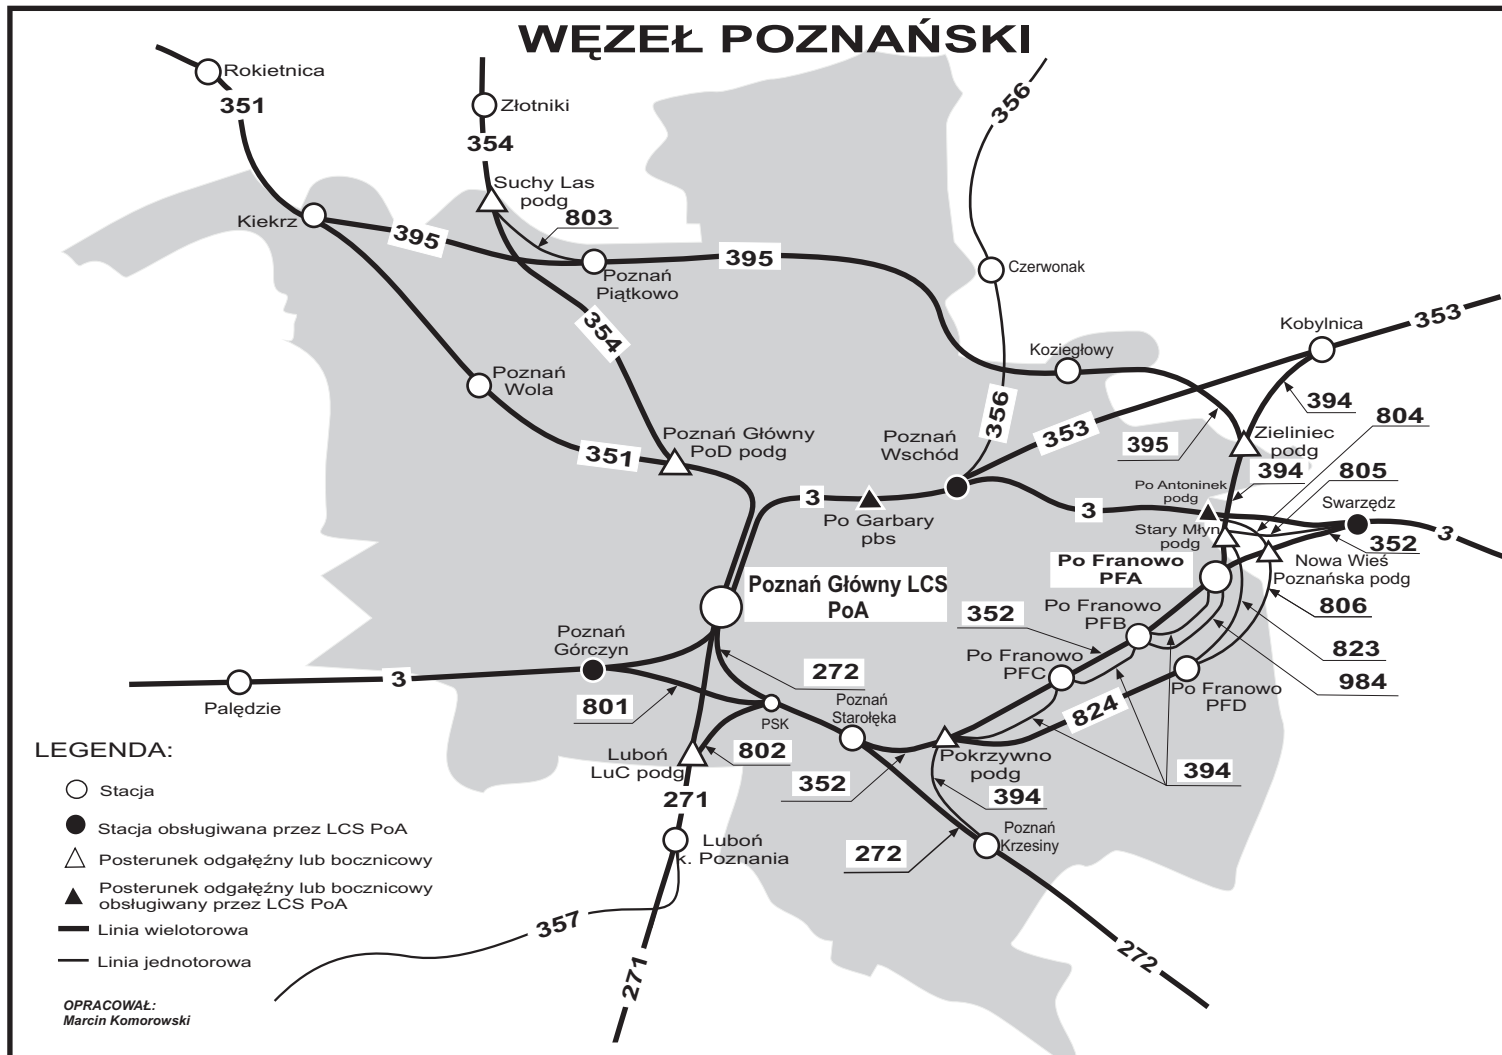 WĘZEŁ POZNAŃSKI
Rokietnica
351
Złotniki
354
356
Suchy Las
podg
803
Kiekrz
395
395
Poznań
Piątkowo
Czerwonak
354
353
Kobylnica
Koziegłowy
Poznań
Wola
394
804
356
353
Poznań Główny
PoD podg
351
Poznań
Wschód
395
Zieliniec
podg
394
805
Po Antoninek
podg
3
Po Garbary
pbs
3
Swarzędz
3
Stary Młyn
podg
352
Po Franowo
PFA
Nowa Wieś
Poznańska podg
Poznań Główny LCS
PoA
352
Po Franowo
PFB
806
Poznań
Górczyn
272
Po Franowo
PFC
823
3
Palędzie
801
PSK
Poznań
Starołęka
824
Po Franowo
PFD
984
LEGENDA:
Luboń
LuC podg
802
352
Pokrzywno
podg
394
394
271
Stacja
Stacja obsługiwana przez LCS PoA
Luboń
k. Poznania
272
Poznań
Krzesiny
Posterunek odgałęźny lub bocznicowy
Posterunek odgałęźny lub bocznicowy
obsługiwany przez LCS PoA
Linia wielotorowa
357
272
Linia jednotorowa
271
OPRACOWAŁ:
Marcin Komorowski